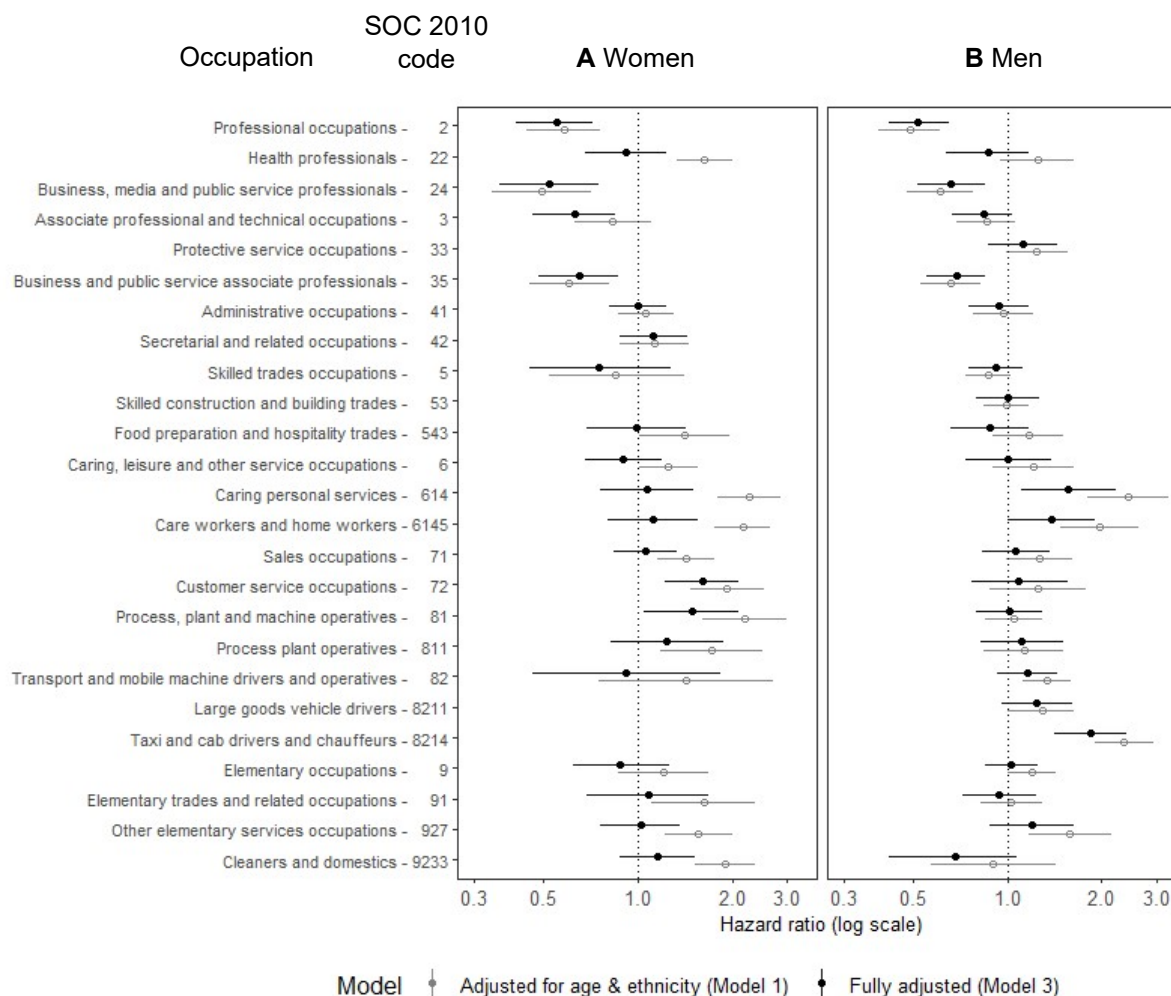 Occupation SOC 2010 code A Women B Men
Professional occupations - 2
Health professionals - 22
Business, media and public service professionals - 24
Associate professional and technical occupations - 3
Protective service occupations - 33
Business and public service associate professionals - 35
Administrative occupations - 41
Secretarial and related occupations - 42
Skilled trades occupations - 5
Skilled construction and building trades - 53
Food preparation and hospitality trades - 543
Caring, leisure and other service occupations - 6
Caring personal services - 614
Care workers and home workers - 6145
Sales occupations - 71
Customer service occupations - 72
Process, plant and machine operatives - 81
Process plant operatives - 811
Transport and mobile machine drivers and operatives - 82
Large goods vehicle drivers - 8211
Taxi and cab drivers and chauffeurs - 8214
Elementary occupations - 9
Elementary trades and related occupations - 91
Other elementary services occupations - 927
Cleaners and domestics - 9233
0.3 0.5 1.0 2.0 3.0 0.3 0.5 1.0 2.0 3.0
Hazard ratio (log scale)
Model Adjusted for age & ethnicity (Model 1) Fully adjusted (Model 3)